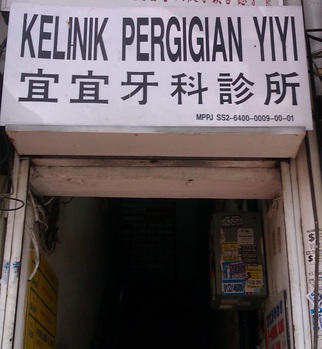 KELINIK PERGIGIAN YIYI
宜宜牙科診所
MPPJ SS2-6400-0009-00-01